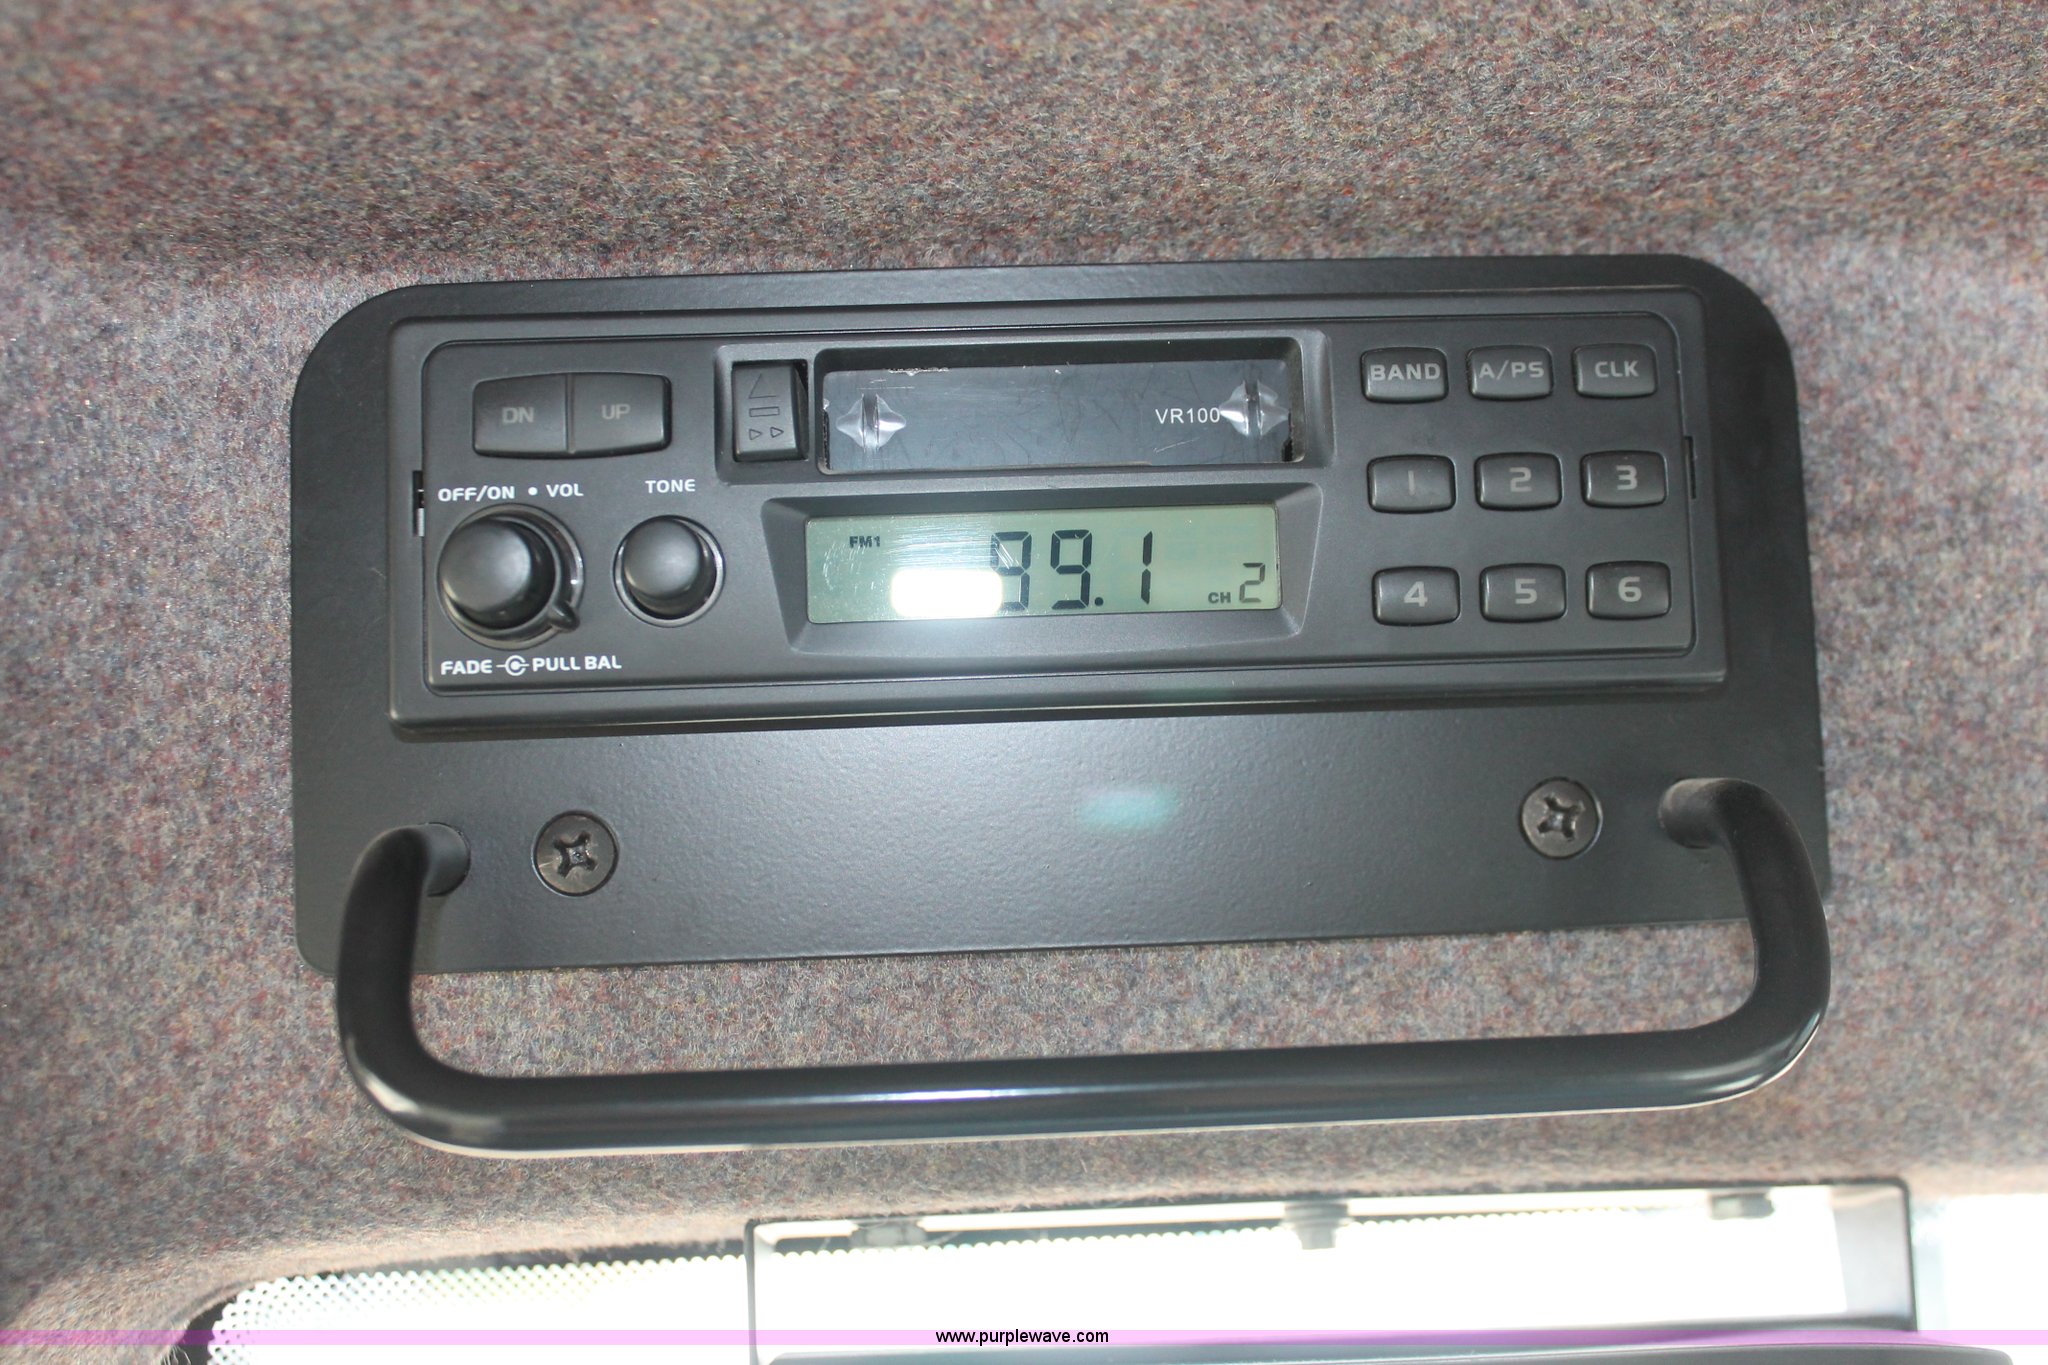 DN UP
VR100
BAND A/PS CLK
OFF/ON • VOL TONE
1 2 3
FM1 99.1 CH 2
4 5 6
FADE PULL BAL
www.purplewave.com